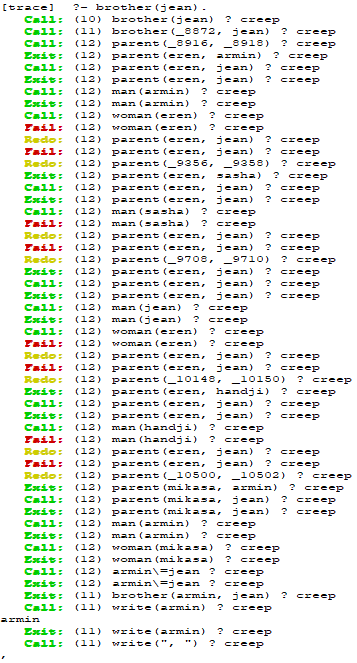 [trace]  ?- brother(jean).
   Call: (10) brother(jean) ? creep
   Call: (11) brother(_8872, jean) ? creep
   Call: (12) parent(_8916, _8918) ? creep
   Exit: (12) parent(eren, armin) ? creep
   Call: (12) parent(eren, jean) ? creep
   Exit: (12) parent(eren, jean) ? creep
   Call: (12) man(armin) ? creep
   Exit: (12) man(armin) ? creep
   Call: (12) woman(eren) ? creep
   Fail: (12) woman(eren) ? creep
   Redo: (12) parent(eren, jean) ? creep
   Fail: (12) parent(eren, jean) ? creep
   Redo: (12) parent(_9356, _9358) ? creep
   Exit: (12) parent(eren, sasha) ? creep
   Call: (12) parent(eren, jean) ? creep
   Exit: (12) parent(eren, jean) ? creep
   Call: (12) man(sasha) ? creep
   Fail: (12) man(sasha) ? creep
   Redo: (12) parent(eren, jean) ? creep
   Fail: (12) parent(eren, jean) ? creep
   Redo: (12) parent(_9708, _9710) ? creep
   Exit: (12) parent(eren, jean) ? creep
   Call: (12) parent(eren, jean) ? creep
   Exit: (12) parent(eren, jean) ? creep
   Call: (12) man(jean) ? creep
   Exit: (12) man(jean) ? creep
   Call: (12) woman(eren) ? creep
   Fail: (12) woman(eren) ? creep
   Redo: (12) parent(eren, jean) ? creep
   Fail: (12) parent(eren, jean) ? creep
   Redo: (12) parent(_10148, _10150) ? creep
   Exit: (12) parent(eren, handji) ? creep
   Call: (12) parent(eren, jean) ? creep
   Exit: (12) parent(eren, jean) ? creep
   Call: (12) man(handji) ? creep
   Fail: (12) man(handji) ? creep
   Redo: (12) parent(eren, jean) ? creep
   Fail: (12) parent(eren, jean) ? creep
   Redo: (12) parent(_10500, _10502) ? creep
   Exit: (12) parent(mikasa, armin) ? creep
   Call: (12) parent(mikasa, jean) ? creep
   Exit: (12) parent(mikasa, jean) ? creep
   Call: (12) man(armin) ? creep
   Exit: (12) man(armin) ? creep
   Call: (12) woman(mikasa) ? creep
   Exit: (12) woman(mikasa) ? creep
   Call: (12) armin\=jean ? creep
   Exit: (12) armin\=jean ? creep
   Exit: (11) brother(armin, jean) ? creep
   Call: (11) write(armin) ? creep
armin
   Exit: (11) write(armin) ? creep
   Call: (11) write(", ") ? creep
,